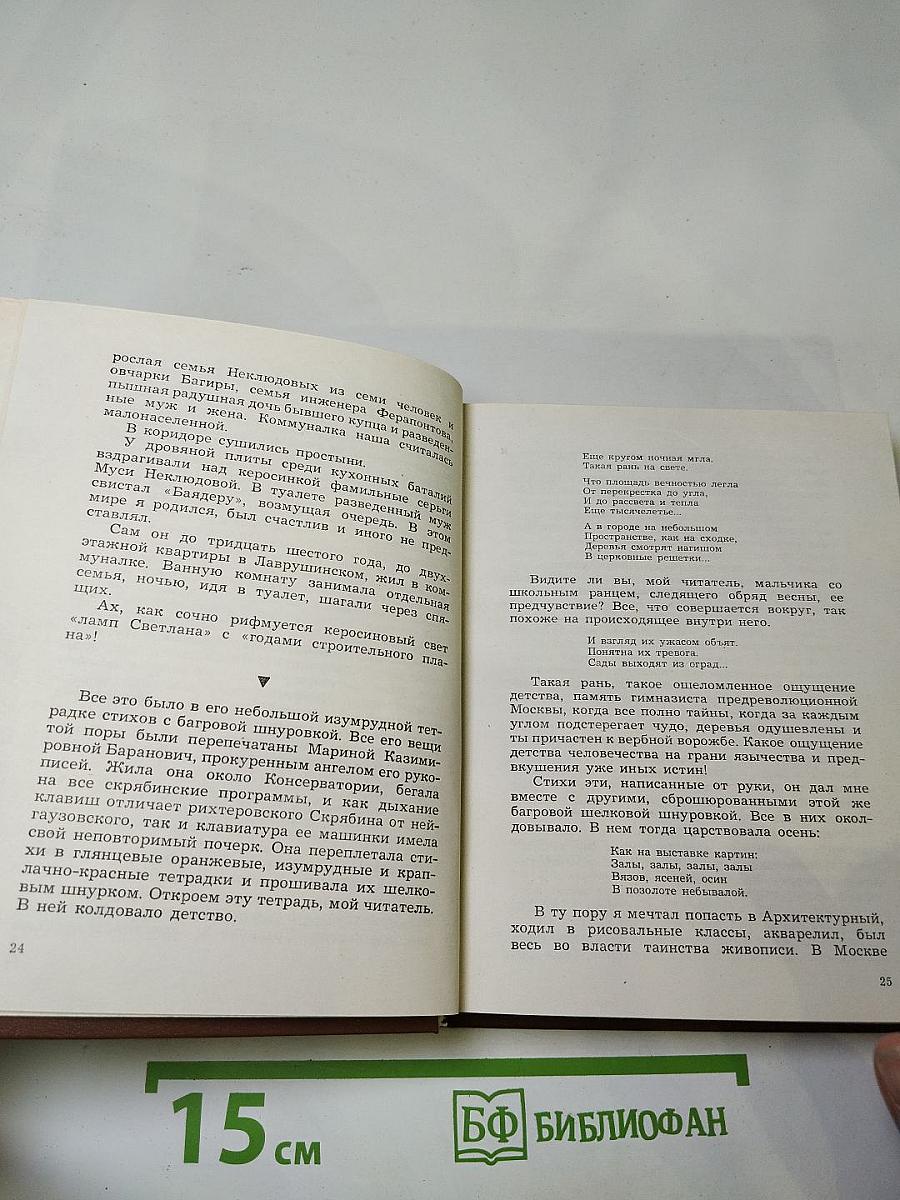 рослая семья Неклюдовых из семи человек и
овчарки Багиры, семья инженера Ферапонтова,
пышная радушная дочь бывшего купца и разведен-
ные муж и жена. Коммуналка наша считалась
малонаселенной.
В коридоре сушились простыни.
У дровяной плиты среди кухонных баталий
вздрагивали над керосинкой фамильные серьги
Муси Неклюдовой. В туалете разведенный муж
свистал «Баядеру», возмущая очередь. В этом
мире я родился, был счастлив и иного не пред-
ставлял.
Сам он до тридцать шестого года, до двух-
этажной квартиры в Лаврушинском, жил в ком-
муналке. Ванную комнату занимала отдельная
семья, ночью, идя в туалет, шагали через спя-
щих.
Ах, как сочно рифмуется керосиновый свет
«ламп Светлана» с «годами строительного пла-
на»!
Все это было в его небольшой изумрудной тет-
радке стихов с багровой шнуровкой. Все его вещи
той поры были перепечатаны Мариной Казими-
ровной Баранович, прокуренным ангелом его руко-
писей. Жила она около Консерватории, бегала
на все скрябинские программы, и как дыхание
клавиш отличает рихтеровского Скрябина от ней-
гаузовского, так и клавиатура ее машинки имела
свой неповторимый почерк. Она переплетала сти-
хи в глянцевые оранжевые, изумрудные и крап-
лачно-красные тетрадки и прошивала их шелко-
вым шнурком. Откроем эту тетрадь, мой читатель.
В ней колдовало детство.
24
Еще кругом ночная мгла.
Такая рань на свете.
Что площадь вечностью легла
От перекрестка до угла,
И до рассвета и тепла
Еще тысячелетье...
А в городе на небольшом
Пространстве, как на сходке,
Деревья смотрят нагишом
В церковные решетки...
Видите ли вы, мой читатель, мальчика со
школьным ранцем, следящего обряд весны, ее
предчувствие? Все, что совершается вокруг, так
похоже на происходящее внутри него.
И взгляд их ужасом объят.
Понятна их тревога.
Сады выходят из оград...
Такая рань, такое ошеломленное ощущение
детства, память гимназиста предреволюционной
Москвы, когда все полно тайны, когда за каждым
углом подстерегает чудо, деревья одушевлены и
ты причастен к вербной ворожбе. Какое ощущение
детства человечества на грани язычества и пред-
вкушения уже иных истин!
Стихи эти, написанные от руки, он дал мне
вместе с другими, сброшюрованными этой же
багровой шелковой шнуровкой. Все в них окол-
довывало. В нем тогда царствовала осень:
Как на выставке картин:
Залы, залы, залы, залы
Вязов, ясеней, осин
В позолоте небывалой.
В ту пору я мечтал попасть в Архитектурный,
ходил в рисовальные классы, акварелил, был
весь во власти таинства живописи. В Москве
25
15 см
БФ БИБЛИОФАН